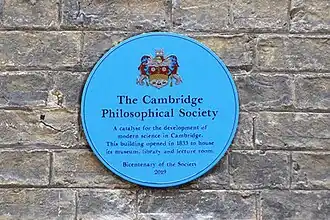 The Cambridge
Philosophical Society
A catalyst for the development of
modern science in Cambridge.
This building opened in 1833 to house
its museum, library and lecture room.
Bicentenary of the Society
2019